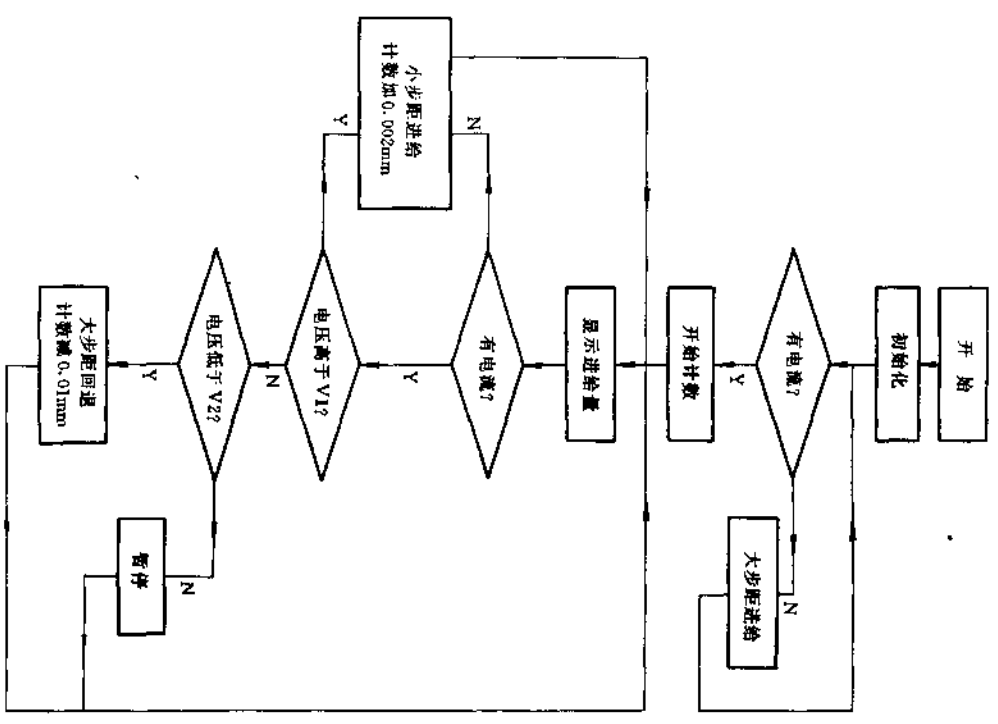 开始
初始化
有电流?
N
Y
大步距进给
开始计数
显示进给量
有电流?
N
Y
小步距进给
计数加0.002mm
电压高于V1?
Y
N
电压低于V2?
N
Y
暂停
大步距回退
计数减0.01mm